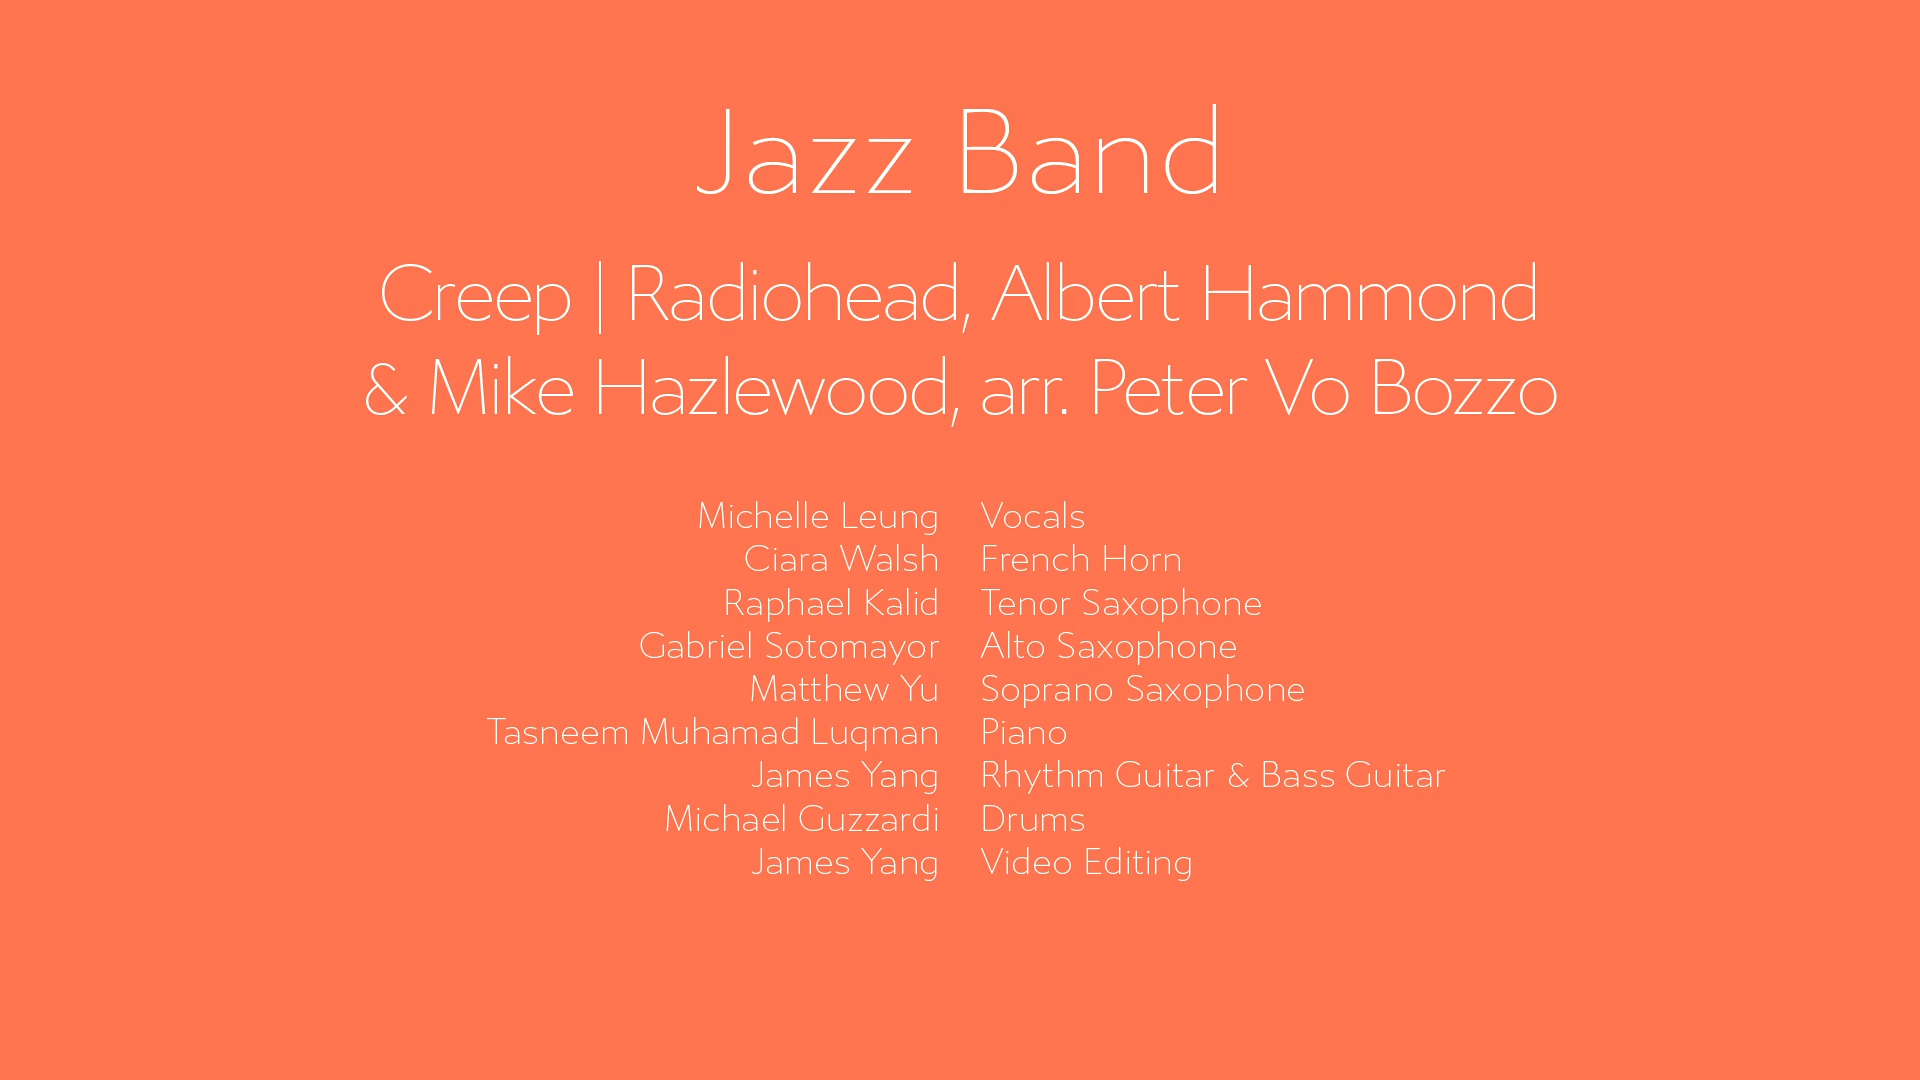 Jazz Band
Creep | Radiohead, Albert Hammond
& Mike Hazlewood, arr. Peter Vo Bozzo
Michelle Leung Vocals
Ciara Walsh French Horn
Raphael Kalid Tenor Saxophone
Gabriel Sotomayor Alto Saxophone
Matthew Yu Soprano Saxophone
Tasneem Muhamad Luqman Piano
James Yang Rhythm Guitar & Bass Guitar
Michael Guzzardi Drums
James Yang Video Editing